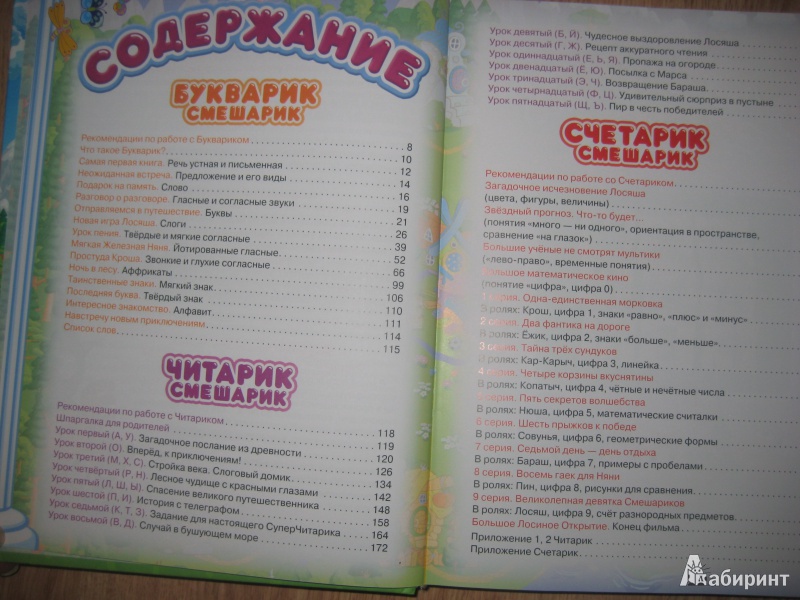 СОДЕРЖАНИЕ
БУКВАРИК
СМЕШАРИК
Рекомендации по работе с Буквариком 8
Что такое Букварик? 10
Самая первая книга. Речь устная и письменная 12
Неожиданная встреча. Предложение и его виды 14
Подарок на память. Слово 16
Разговор о разговоре. Гласные и согласные звуки 19
Отправляемся в путешествие. Буквы 21
Новая игра Лосяша. Слоги 26
Урок пения. Твёрдые и мягкие согласные 39
Мягкая Железная Няня. Йотированные гласные 52
Простуда Кроша. Звонкие и глухие согласные 66
Ночь в лесу. Аффрикаты 99
Таинственные знаки. Мягкий знак 106
Последняя буква. Твёрдый знак 110
Интересное знакомство. Алфавит 111
Навстречу новым приключениям 114
Список слов 115
ЧИТАРИК
СМЕШАРИК
Рекомендации по работе с Читариком 118
Шпаргалка для родителей 119
Урок первый (А, У). Загадочное послание из древности 120
Урок второй (О). Вперёд, к приключениям! 126
Урок третий (М, Х, С). Стройка века. Слоговый домик 134
Урок четвёртый (Р, Н). Лесное чудище с красными глазами 142
Урок пятый (Л, Ш, Ы). Спасение великого путешественника 148
Урок шестой (П, И). История с телеграфом 158
Урок седьмой (К, Т, З). Задание для настоящего СуперЧитарика 164
Урок восьмой (В, Д). Случай в бушующем море 172
Урок девятый (Б, Й). Чудесное выздоровление Лосяша
Урок десятый (Г, Ж). Рецепт аккуратного чтения
Урок одиннадцатый (Е, Ь, Я). Пропажа на огороде
Урок двенадцатый (Ё, Ю). Посылка с Марса
Урок тринадцатый (Э, Ч). Возвращение Бараша
Урок четырнадцатый (Ф, Ц). Удивительный сюрприз в пустыне
Урок пятнадцатый (Щ, Ъ). Пир в честь победителей
СЧЕТАРИК
СМЕШАРИК
Рекомендации по работе со Счетариком
Загадочное исчезновение Лосяша
(цвета, фигуры, величины)
Звёздный прогноз. Что-то будет...
(понятия «много — ни одного», ориентация в пространстве,
сравнение «на глазок»)
Большие учёные не смотрят мультики
(«лево-право», временные понятия)
Большое математическое кино
(понятие «цифра», цифра 0)
1 серия. Одна-единственная морковка
В ролях: Крош, цифра 1, знаки «равно», «плюс» и «минус»
2 серия. Два фантика на дороге
В ролях: Ёжик, цифра 2, знаки «больше», «меньше».
3 серия. Тайна трёх сундуков
В ролях: Кар-Карыч, цифра 3, линейка
4 серия. Четыре корзины вкуснятины
В ролях: Копатыч, цифра 4, чётные и нечётные числа
5 серия. Пять секретов волшебства
В ролях: Нюша, цифра 5, математические считалки
6 серия. Шесть прыжков к победе
В ролях: Совунья, цифра 6, геометрические формы
7 серия. Седьмой день — день отдыха
В ролях: Бараш, цифра 7, примеры с пробелами
8 серия. Восемь гаек для Няни
В ролях: Пин, цифра 8, рисунки для сравнения
9 серия. Великолепная девятка Смешариков
В ролях: Лосяш, цифра 9, счёт разнородных предметов.
Большое Лосиное Открытие. Конец фильма
Приложение 1, 2 Читарик
Приложение Счетарик
Лабиринт